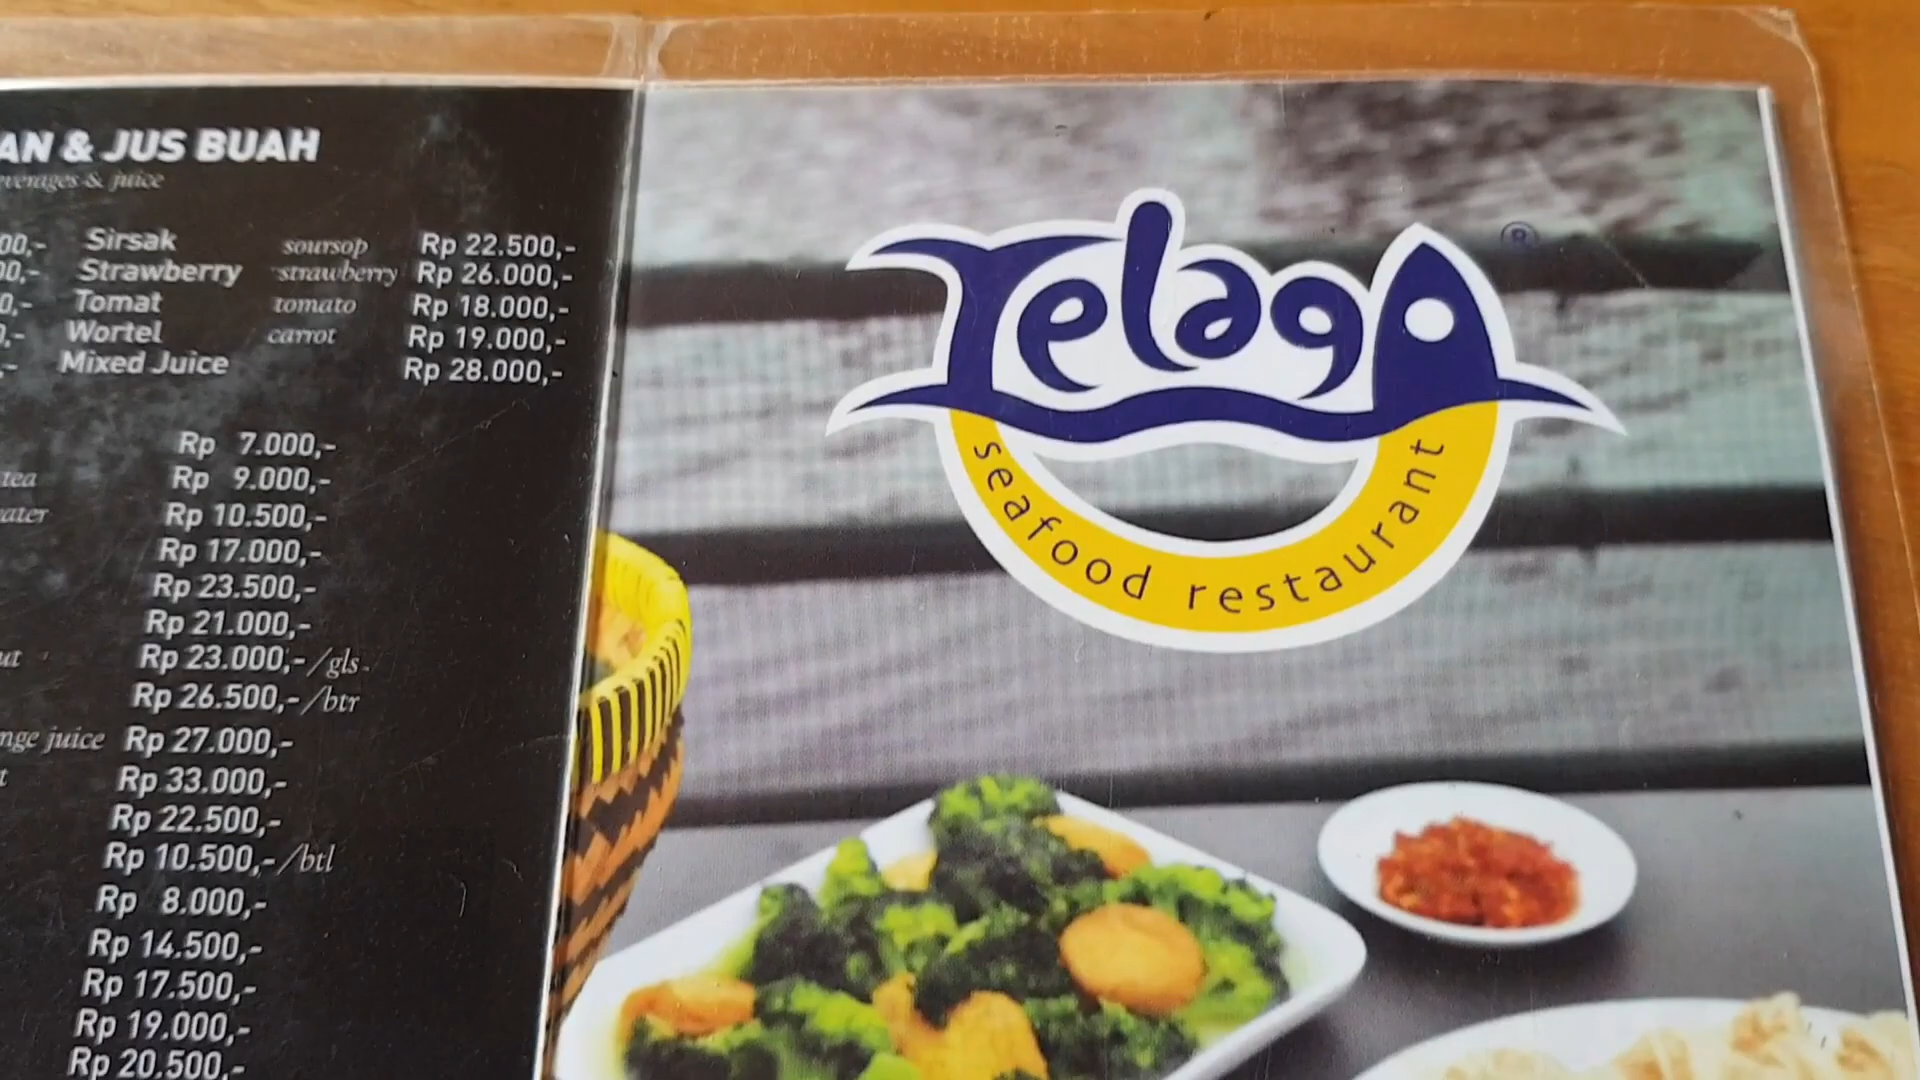 AN & JUS BUAH
verages & juice
00,- Sirsak soursop Rp 22.500,-
00,- Strawberry strawberry Rp 26.000,-
0,- Tomat tomato Rp 18.000,-
0,- Wortel carrot Rp 19.000,-
,- Mixed Juice Rp 28.000,-
Rp 7.000,-
tea Rp 9.000,-
ater Rp 10.500,-
Rp 17.000,-
Rp 23.500,-
Rp 21.000,-
ut Rp 23.000,- /gls
Rp 26.500,- /btr
nge juice Rp 27.000,-
t Rp 33.000,-
Rp 22.500,-
Rp 10.500,- /btl
Rp 8.000,-
Rp 14.500,-
Rp 17.500,-
Rp 19.000,-
Rp 20.500,-
Telaga ®
seafood restaurant